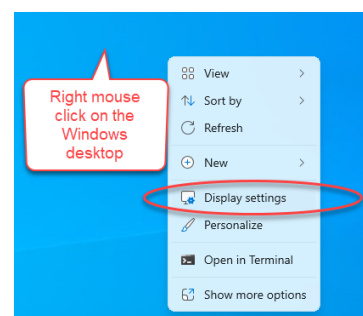 Right mouse
click on the
Windows
desktop
View
Sort by
Refresh
New
Display settings
Personalize
Open in Terminal
Show more options